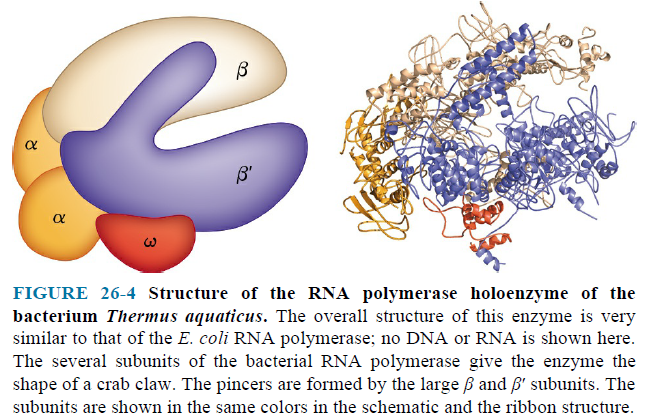 β
α
β′
α
ω
FIGURE 26-4 Structure of the RNA polymerase holoenzyme of the
bacterium Thermus aquaticus. The overall structure of this enzyme is very
similar to that of the E. coli RNA polymerase; no DNA or RNA is shown here.
The several subunits of the bacterial RNA polymerase give the enzyme the
shape of a crab claw. The pincers are formed by the large β and β′ subunits. The
subunits are shown in the same colors in the schematic and the ribbon structure.